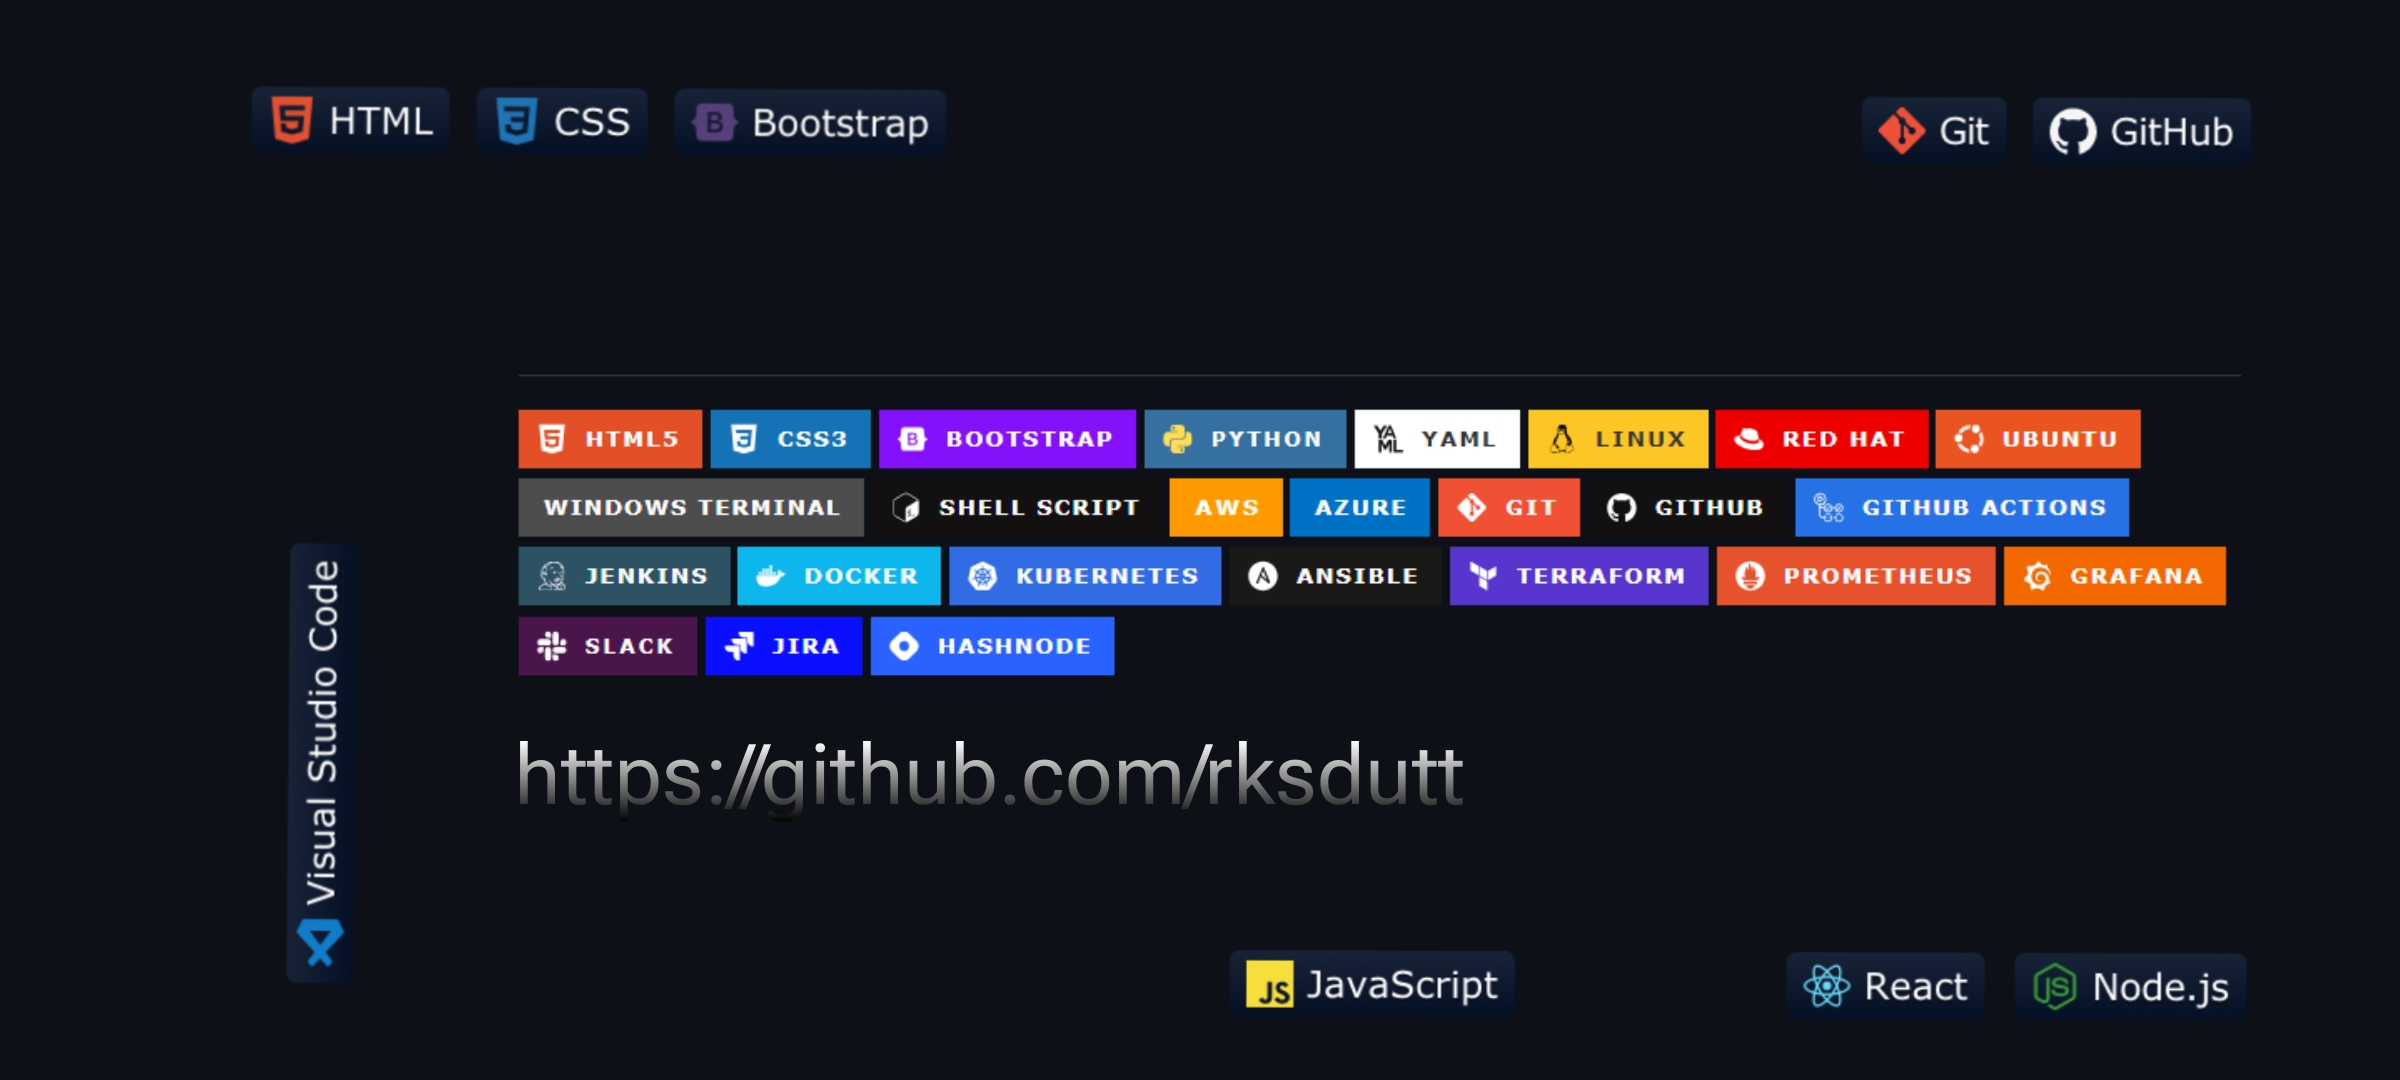 HTML CSS Bootstrap
Git GitHub
HTML5 CSS3 BOOTSTRAP PYTHON YAML LINUX RED HAT UBUNTU
WINDOWS TERMINAL SHELL SCRIPT AWS AZURE GIT GITHUB GITHUB ACTIONS
JENKINS DOCKER KUBERNETES ANSIBLE TERRAFORM PROMETHEUS GRAFANA
SLACK JIRA HASHNODE
Visual Studio Code
https://github.com/rksdutt
JavaScript
React Node.js